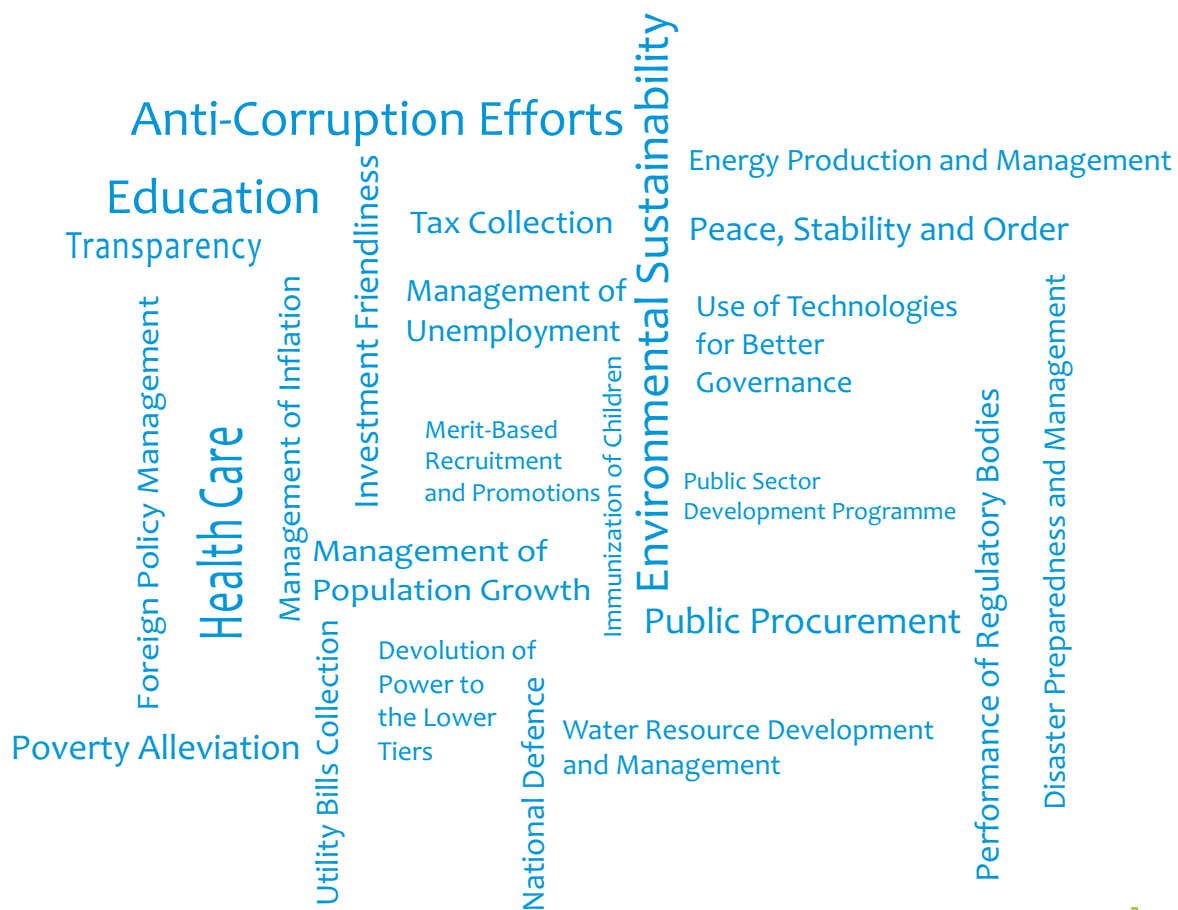 Anti-Corruption Efforts
Environmental Sustainability
Energy Production and Management
Education
Investment Friendliness
Tax Collection
Peace, Stability and Order
Transparency
Management of
Unemployment
Use of Technologies
for Better
Governance
Foreign Policy Management
Health Care
Management of Inflation
Merit-Based
Recruitment
and Promotions
Immunization of Children
Public Sector
Development Programme
Performance of Regulatory Bodies
Disaster Preparedness and Management
Management of
Population Growth
Public Procurement
Utility Bills Collection
Devolution of
Power to
the Lower
Tiers
National Defence
Water Resource Development
and Management
Poverty Alleviation